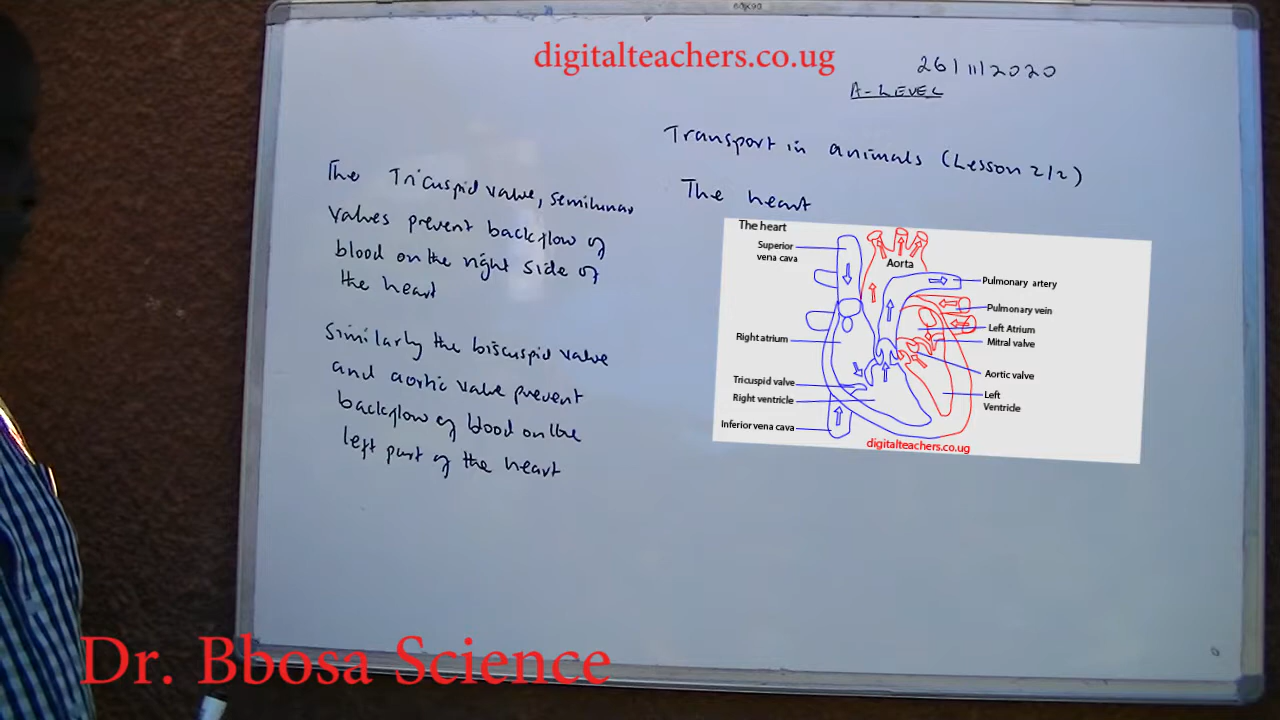 60x90
digitalteachers.co.ug
26/11/2020
A-LEVEL
Transport in animals (Lesson 2/2)
The heart
The Tricuspid valve, semilunar
valves prevent backflow of
blood on the right side of
the heart
Similarly the biscuspid valve
and aortic valve prevent
backflow of blood on the
left part of the heart
The heart
Superior
vena cava
Aorta
Pulmonary artery
Pulmonary vein
Left Atrium
Mitral valve
Right atrium
Aortic valve
Tricuspid valve
Right ventricle
Left
Ventricle
Inferior vena cava
digitalteachers.co.ug
Dr. Bbosa Science